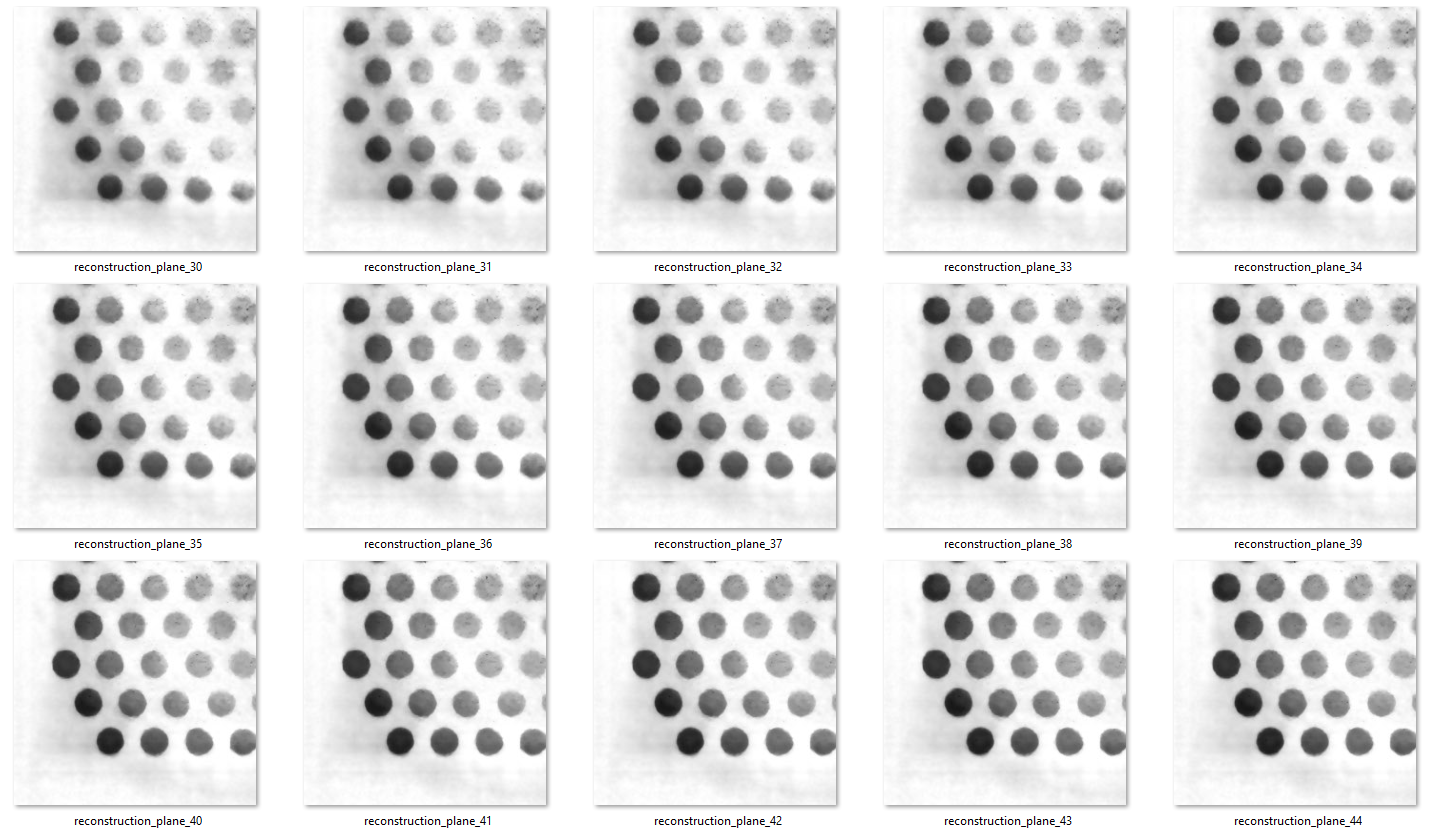 reconstruction_plane_30
reconstruction_plane_31
reconstruction_plane_32
reconstruction_plane_33
reconstruction_plane_34
reconstruction_plane_35
reconstruction_plane_36
reconstruction_plane_37
reconstruction_plane_38
reconstruction_plane_39
reconstruction_plane_40
reconstruction_plane_41
reconstruction_plane_42
reconstruction_plane_43
reconstruction_plane_44